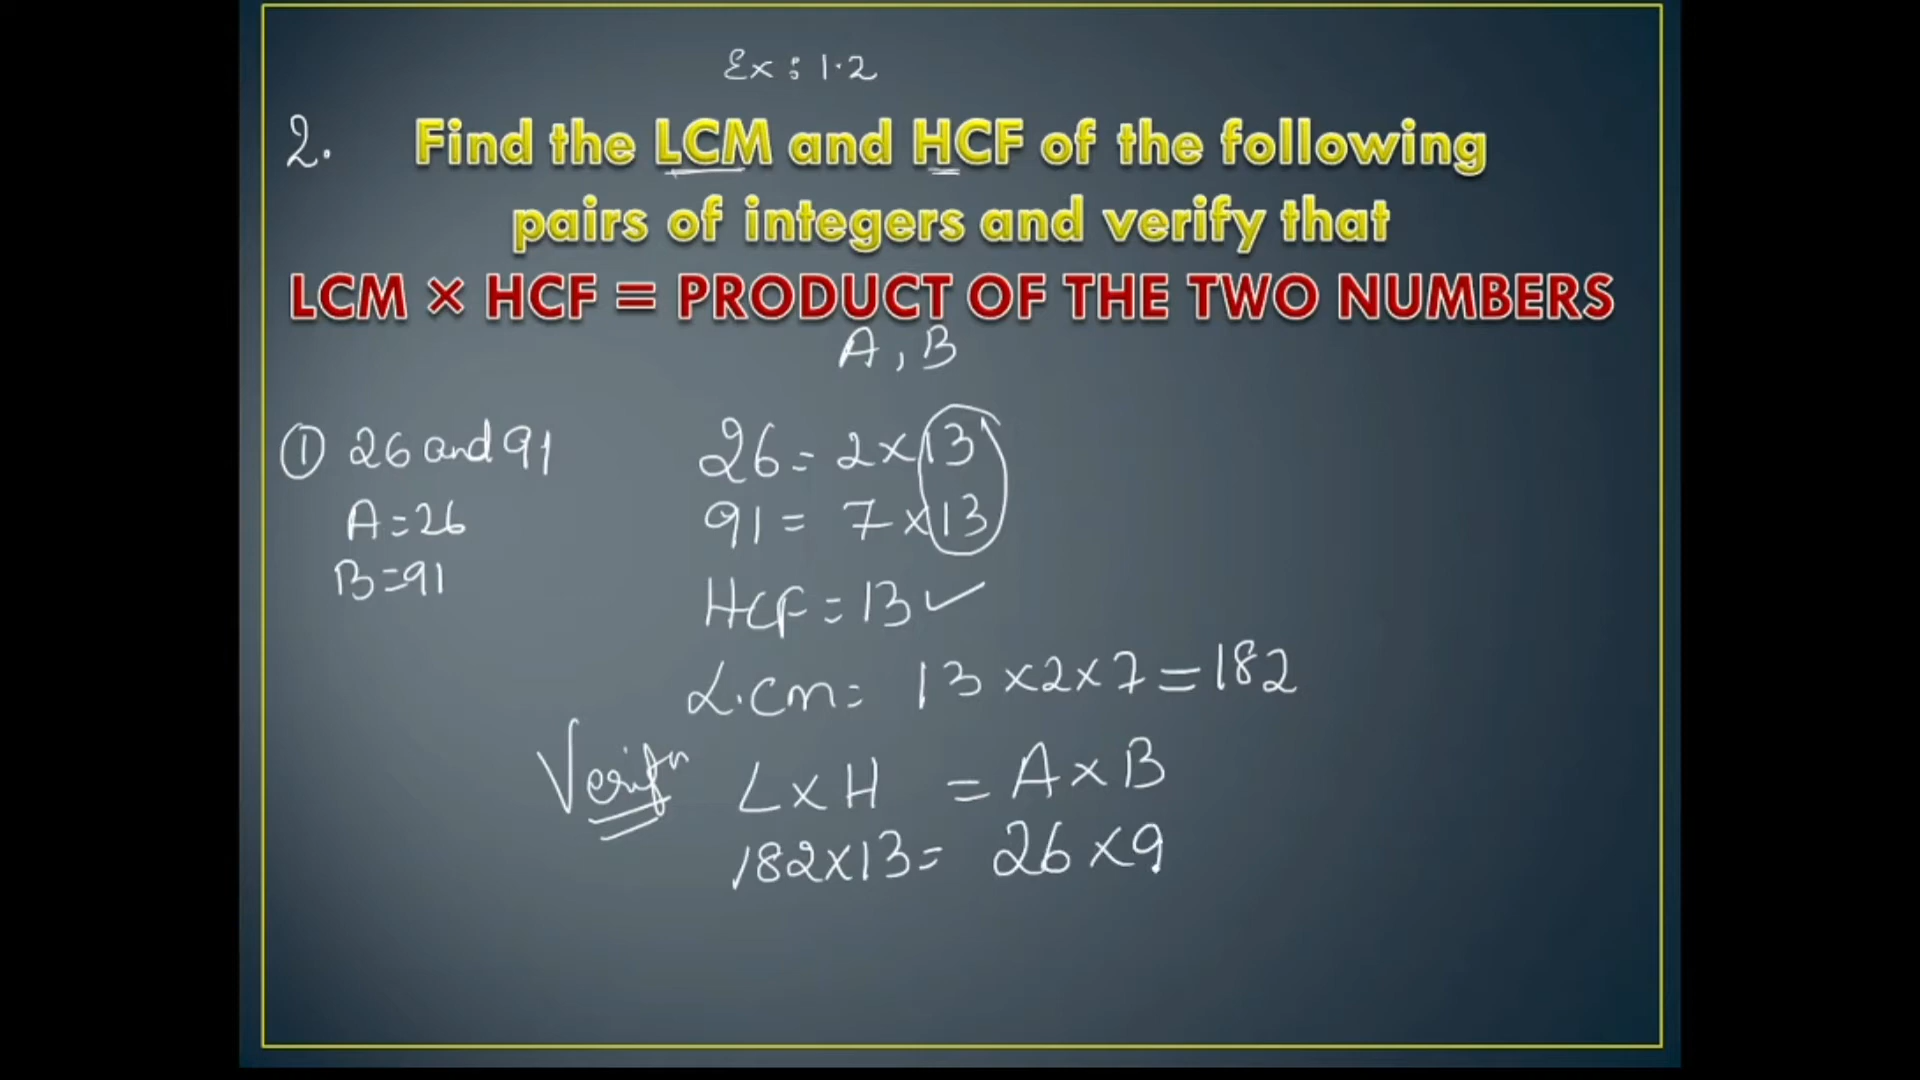 Ex : 1.2
2. Find the LCM and HCF of the following
pairs of integers and verify that
LCM × HCF = PRODUCT OF THE TWO NUMBERS
A, B
① 26 and 91
A=26
B=91
26 = 2×13
91 = 7×13
HCF = 13 ✓
L.CM = 13 ×2×7 = 182
Verifn L×H = A×B
182×13 = 26×9